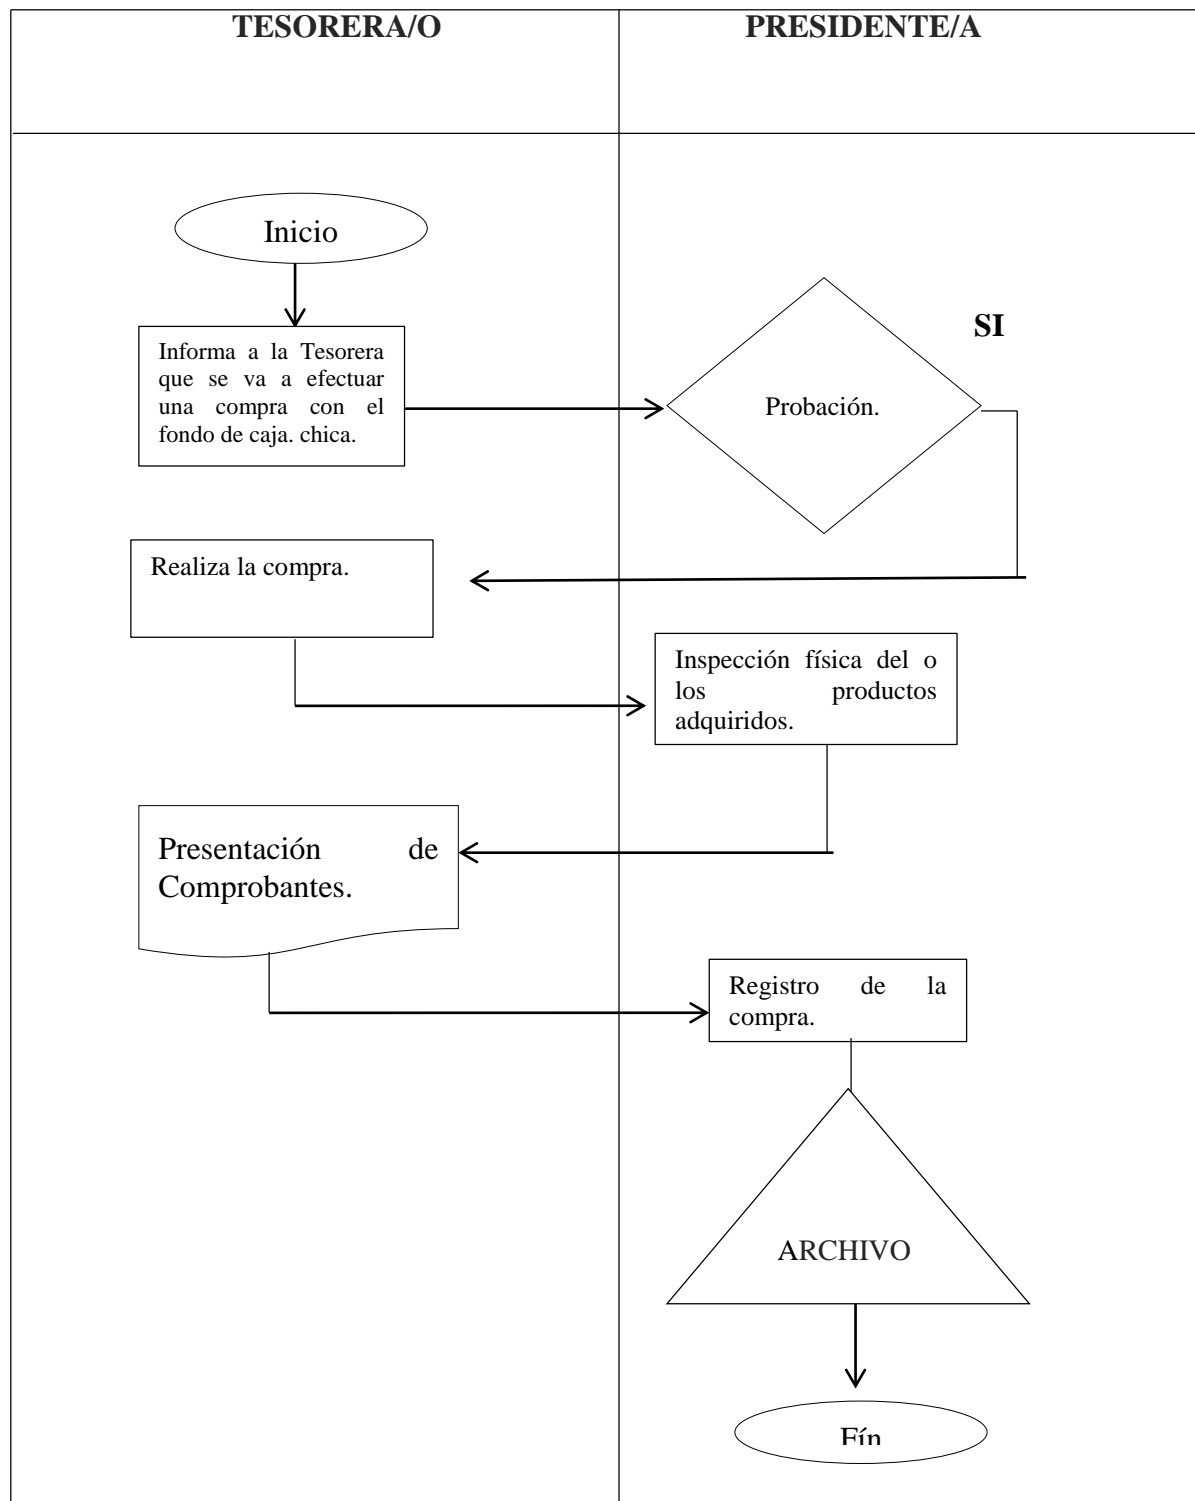 TESORERA/O
PRESIDENTE/A
Inicio
Informa a la Tesorera
que se va a efectuar
una compra con el
fondo de caja. chica.
SI
Probación.
Realiza la compra.
Inspección física del o
los productos
adquiridos.
Presentación de
Comprobantes.
Registro de la
compra.
ARCHIVO
Fín